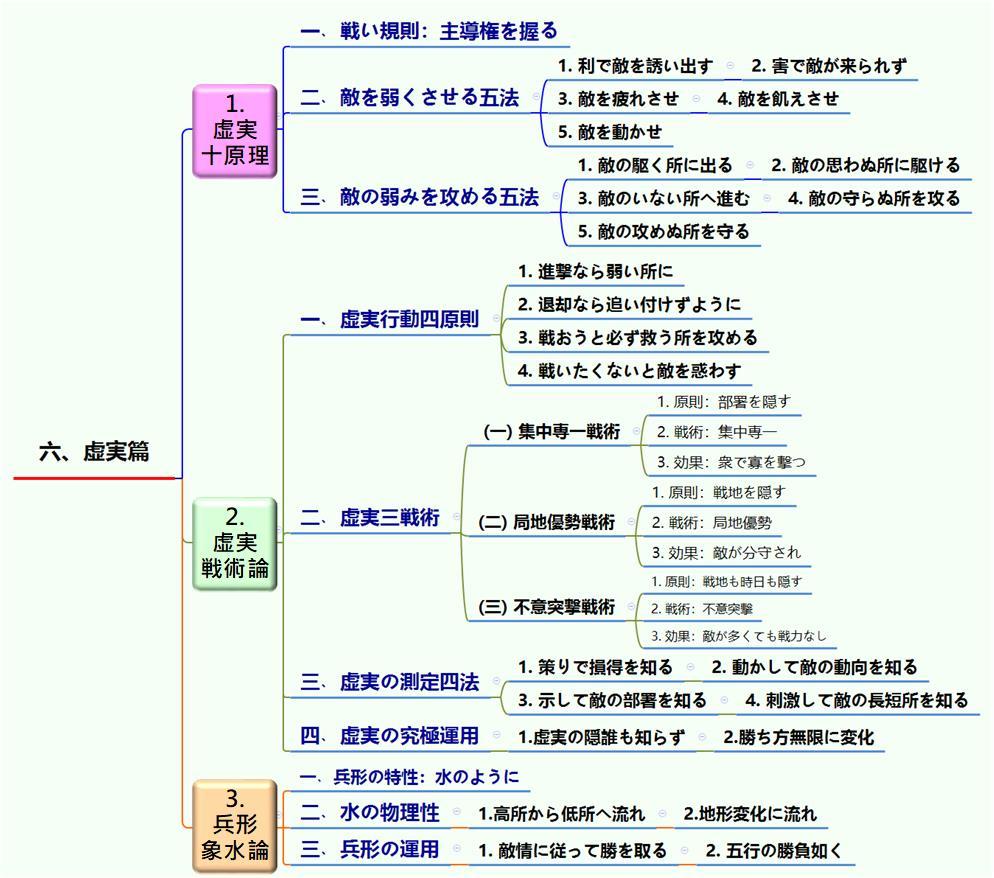 六、虚実篇
1.
虚実
十原理
一、戦い規則：主導権を握る
二、敵を弱くさせる五法
1. 利で敵を誘い出す
2. 害で敵が来られず
3. 敵を疲れさせ
4. 敵を飢えさせ
5. 敵を動かせ
三、敵の弱みを攻める五法
1. 敵の駆く所に出る
2. 敵の思わぬ所に駆ける
3. 敵のいない所へ進む
4. 敵の守らぬ所を攻る
5. 敵の攻めぬ所を守る
2.
虚実
戦術論
一、虚実行動四原則
1. 進撃なら弱い所に
2. 退却なら追い付けずように
3. 戦おうと必ず救う所を攻める
4. 戦いたくないと敵を惑わす
二、虚実三戦術
(一) 集中専一戦術
1. 原則：部署を隠す
2. 戦術：集中専一
3. 効果：衆で寡を撃つ
(二) 局地優勢戦術
1. 原則：戦地を隠す
2. 戦術：局地優勢
3. 効果：敵が分守され
(三) 不意突撃戦術
1. 原則：戦地も時日も隠す
2. 戦術：不意突撃
3. 効果：敵が多くても戦力なし
三、虚実の測定四法
1. 策りで損得を知る
2. 動かして敵の動向を知る
3. 示して敵の部署を知る
4. 刺激して敵の長短所を知る
四、虚実の究極運用
1.虚実の隠誰も知らず
2.勝ち方無限に変化
3.
兵形
象水論
一、兵形の特性：水のように
二、水の物理性
1.高所から低所へ流れ
2.地形変化に流れ
三、兵形の運用
1. 敵情に従って勝を取る
2. 五行の勝負如く